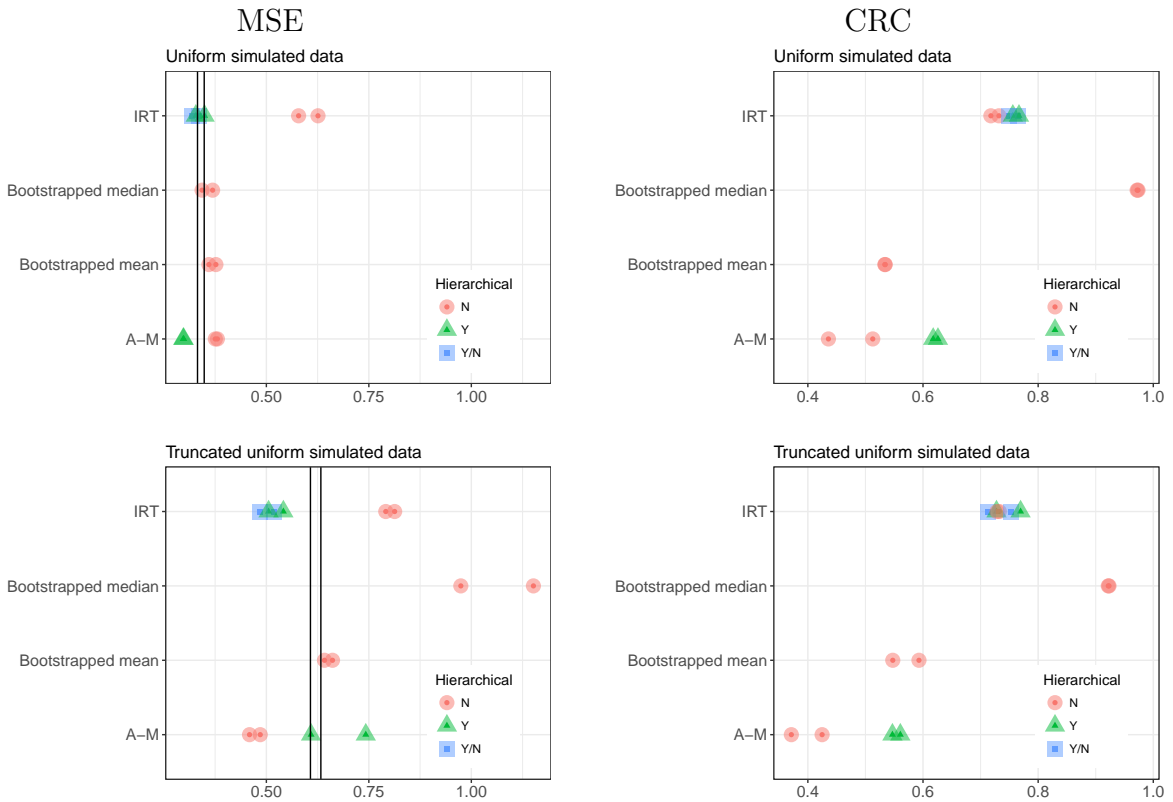 MSE
CRC
Uniform simulated data
IRT
Bootstrapped median
Bootstrapped mean
A−M
Hierarchical
N
Y
Y/N
0.50 0.75 1.00
Uniform simulated data
IRT
Bootstrapped median
Bootstrapped mean
A−M
Hierarchical
N
Y
Y/N
0.4 0.6 0.8 1.0
Truncated uniform simulated data
IRT
Bootstrapped median
Bootstrapped mean
A−M
Hierarchical
N
Y
Y/N
0.50 0.75 1.00
Truncated uniform simulated data
IRT
Bootstrapped median
Bootstrapped mean
A−M
Hierarchical
N
Y
Y/N
0.4 0.6 0.8 1.0